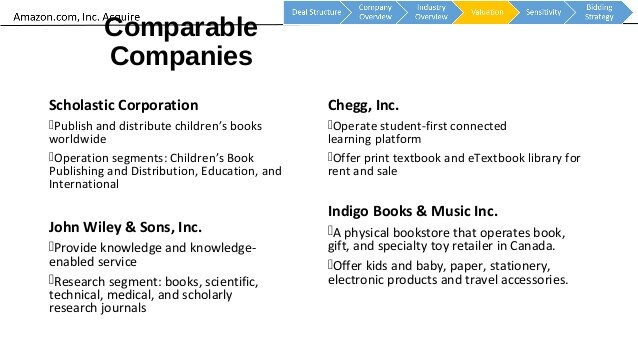 Amazon.com, Inc. Acquire
Deal Structure
Company
Overview
Industry
Overview
Valuation
Sensitivity
Bidding
Strategy
Comparable
Companies
Scholastic Corporation
Publish and distribute children’s books
worldwide
Operation segments: Children’s Book
Publishing and Distribution, Education, and
International
John Wiley & Sons, Inc.
Provide knowledge and knowledge-
enabled service
Research segment: books, scientific,
technical, medical, and scholarly
research journals
Chegg, Inc.
Operate student-first connected
learning platform
Offer print textbook and eTextbook library for
rent and sale
Indigo Books & Music Inc.
A physical bookstore that operates book,
gift, and specialty toy retailer in Canada.
Offer kids and baby, paper, stationery,
electronic products and travel accessories.